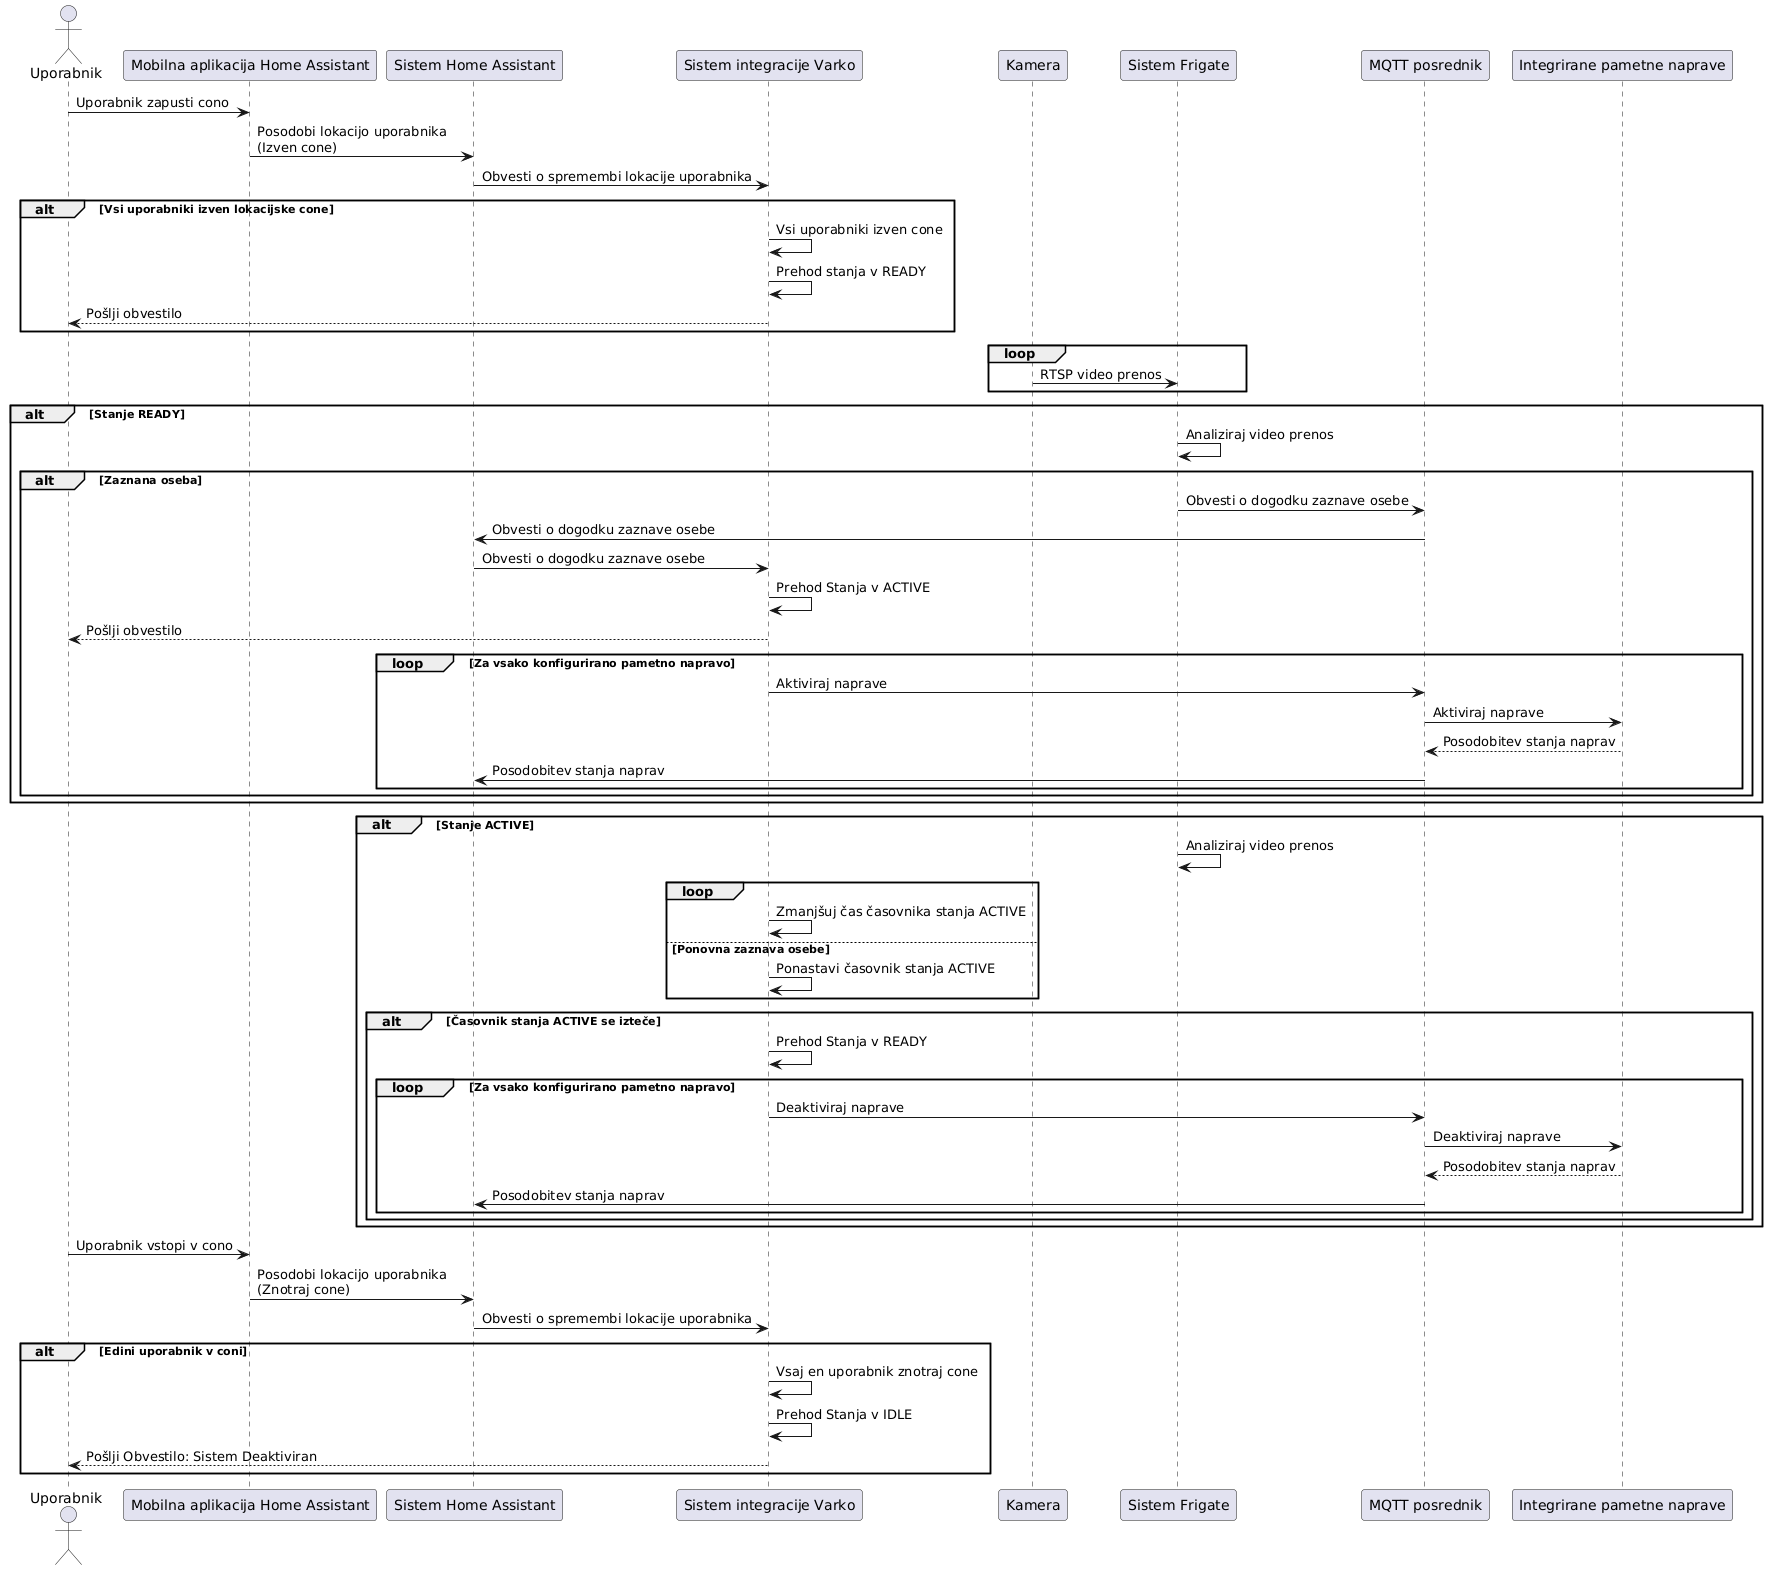 Uporabnik
Mobilna aplikacija Home Assistant
Sistem Home Assistant
Sistem integracije Varko
Kamera
Sistem Frigate
MQTT posrednik
Integrirane pametne naprave
Uporabnik zapusti cono
Posodobi lokacijo uporabnika
(Izven cone)
Obvesti o spremembi lokacije uporabnika
alt [Vsi uporabniki izven lokacijske cone]
Vsi uporabniki izven cone
Prehod stanja v READY
Pošlji obvestilo
loop
RTSP video prenos
alt [Stanje READY]
Analiziraj video prenos
alt [Zaznana oseba]
Obvesti o dogodku zaznave osebe
Obvesti o dogodku zaznave osebe
Obvesti o dogodku zaznave osebe
Prehod Stanja v ACTIVE
Pošlji obvestilo
loop [Za vsako konfigurirano pametno napravo]
Aktiviraj naprave
Aktiviraj naprave
Posodobitev stanja naprav
Posodobitev stanja naprav
alt [Stanje ACTIVE]
Analiziraj video prenos
loop
Zmanjšuj čas časovnika stanja ACTIVE
[Ponovna zaznava osebe]
Ponastavi časovnik stanja ACTIVE
alt [Časovnik stanja ACTIVE se izteče]
Prehod Stanja v READY
loop [Za vsako konfigurirano pametno napravo]
Deaktiviraj naprave
Deaktiviraj naprave
Posodobitev stanja naprav
Posodobitev stanja naprav
Uporabnik vstopi v cono
Posodobi lokacijo uporabnika
(Znotraj cone)
Obvesti o spremembi lokacije uporabnika
alt [Edini uporabnik v coni]
Vsaj en uporabnik znotraj cone
Prehod Stanja v IDLE
Pošlji Obvestilo: Sistem Deaktiviran
Uporabnik
Mobilna aplikacija Home Assistant
Sistem Home Assistant
Sistem integracije Varko
Kamera
Sistem Frigate
MQTT posrednik
Integrirane pametne naprave